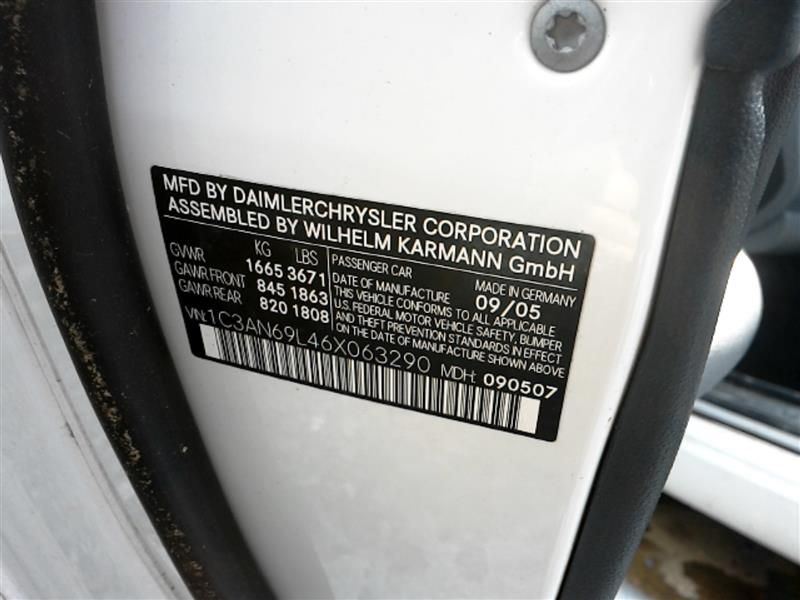 MFD BY DAIMLERCHRYSLER CORPORATION
ASSEMBLED BY WILHELM KARMANN GmbH
KG LBS
GVWR 1665 3671
GAWR FRONT 845 1863
GAWR REAR 820 1808
PASSENGER CAR MADE IN GERMANY
DATE OF MANUFACTURE 09/05
THIS VEHICLE CONFORMS TO ALL APPLICABLE
U.S. FEDERAL MOTOR VEHICLE SAFETY, BUMPER
AND THEFT PREVENTION STANDARDS IN EFFECT
ON THE DATE OF MANUFACTURE SHOWN ABOVE
VIN: 1C3AN69L46X063290 MDH: 090507